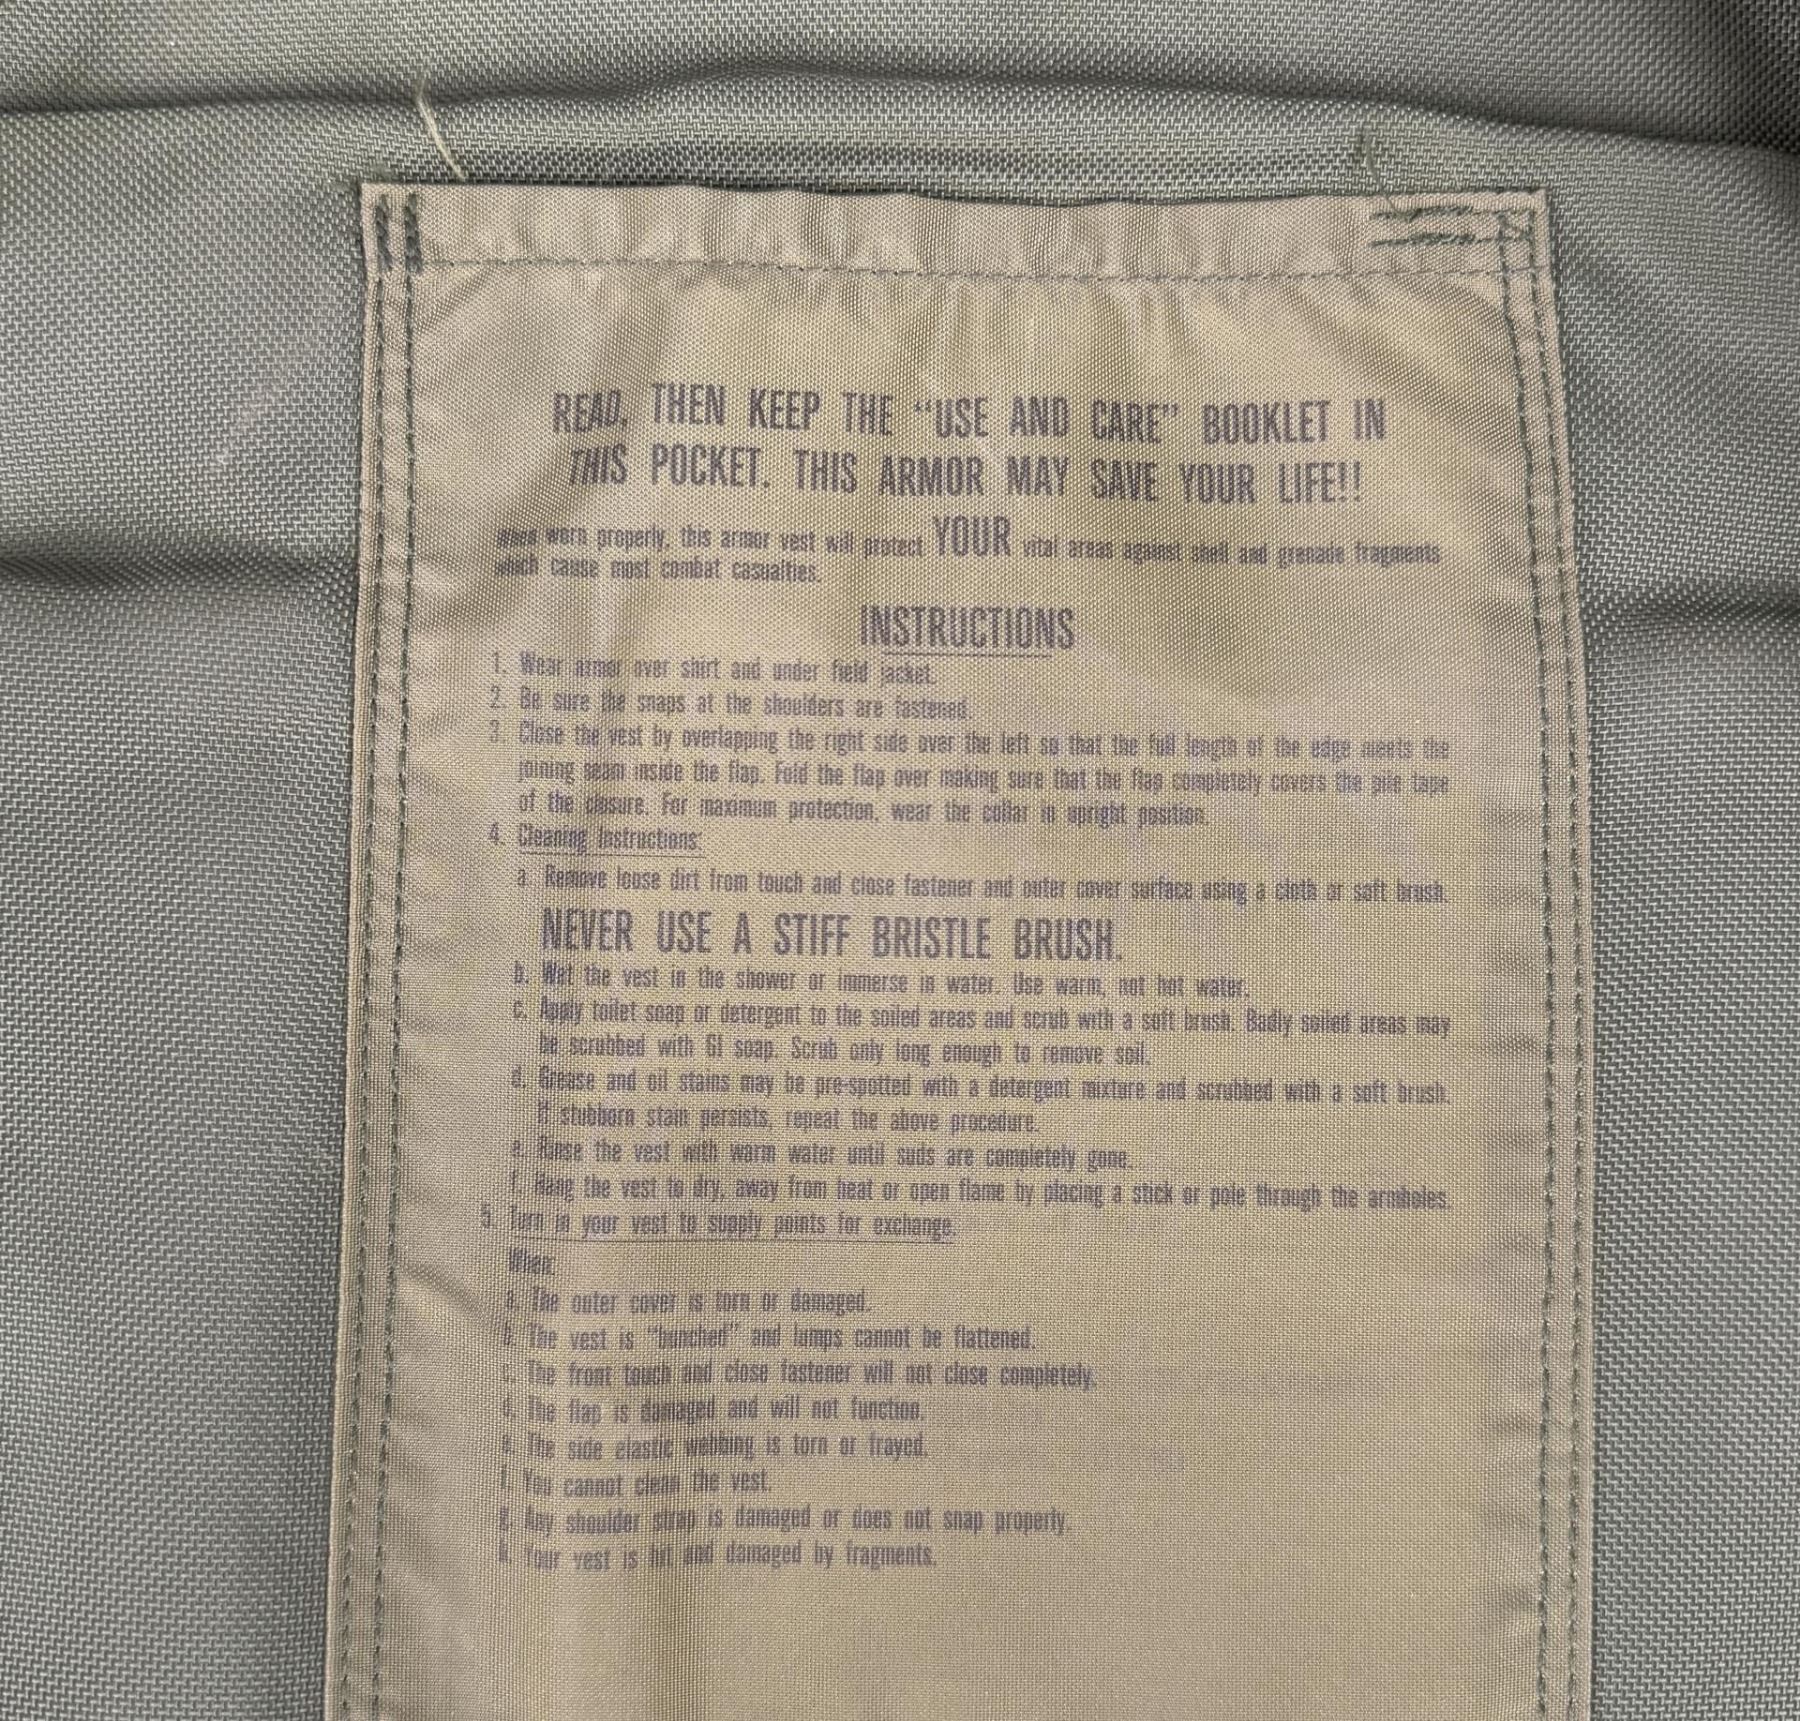 READ, THEN KEEP THE “USE AND CARE” BOOKLET IN
THIS POCKET. THIS ARMOR MAY SAVE YOUR LIFE!!
When worn properly, this armor vest will protect YOUR vital areas against shell and grenade fragments
which cause most combat casualties.
INSTRUCTIONS
1. Wear armor over shirt and under field jacket.
2. Be sure the snaps at the shoulders are fastened.
3. Close the vest by overlapping the right side over the left so that the full length of the edge meets the
joining seam inside the flap. Fold the flap over making sure that the flap completely covers the pile tape
of the closure. For maximum protection, wear the collar in upright position.
4. Cleaning Instructions:
a. Remove loose dirt from touch and close fastener and outer cover surface using a cloth or soft brush.
NEVER USE A STIFF BRISTLE BRUSH.
b. Wet the vest in the shower or immerse in water. Use warm, not hot water.
c. Apply toilet soap or detergent to the soiled areas and scrub with a soft brush. Badly soiled areas may
be scrubbed with GI soap. Scrub only long enough to remove soil.
d. Grease and oil stains may be pre-spotted with a detergent mixture and scrubbed with a soft brush.
If stubborn stain persists, repeat the above procedure.
e. Rinse the vest with warm water until suds are completely gone.
f. Hang the vest to dry, away from heat or open flame by placing a stick or pole through the armholes.
5. Turn in your vest to supply points for exchange.
When:
a. The outer cover is torn or damaged.
b. The vest is “bunched” and lumps cannot be flattened.
c. The front touch and close fastener will not close completely.
d. The flap is damaged and will not function.
e. The side elastic webbing is torn or frayed.
f. You cannot clean the vest.
g. Any shoulder strap is damaged or does not snap properly.
h. Your vest is hit and damaged by fragments.